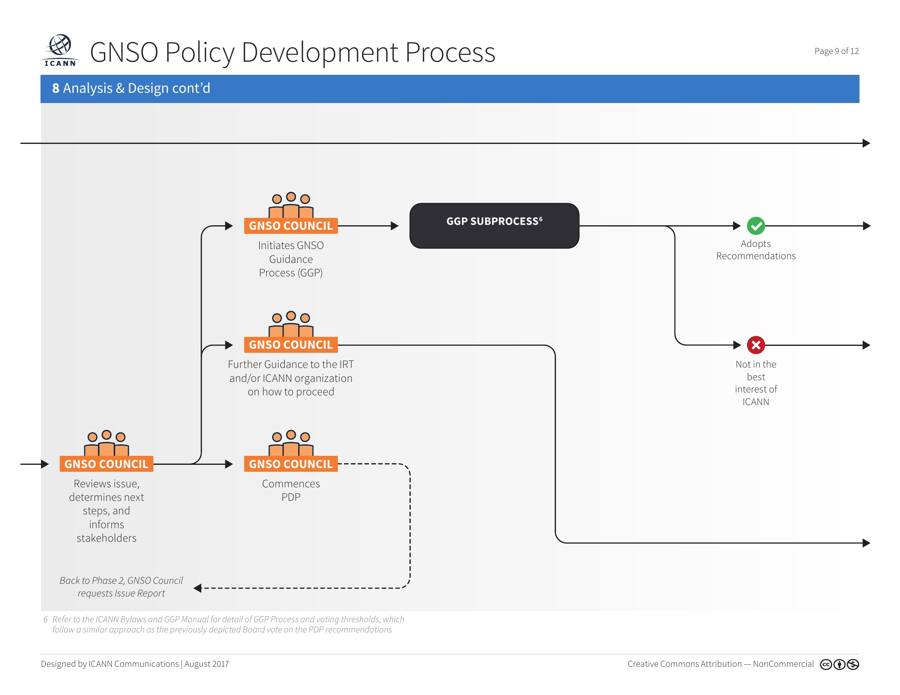 ICANN
GNSO Policy Development Process
Page 9 of 12
8 Analysis & Design cont'd
GNSO COUNCIL
Initiates GNSO
Guidance
Process (GGP)
GGP SUBPROCESS⁶
Adopts
Recommendations
GNSO COUNCIL
Further Guidance to the IRT
and/or ICANN organization
on how to proceed
Not in the
best
interest of
ICANN
GNSO COUNCIL
Reviews issue,
determines next
steps, and
informs
stakeholders
GNSO COUNCIL
Commences
PDP
Back to Phase 2, GNSO Council
requests Issue Report
6 Refer to the ICANN Bylaws and GGP Manual for detail of GGP Process and voting thresholds, which
follow a similar approach as the previously depicted Board vote on the PDP recommendations
Designed by ICANN Communications | August 2017
Creative Commons Attribution — NonCommercial